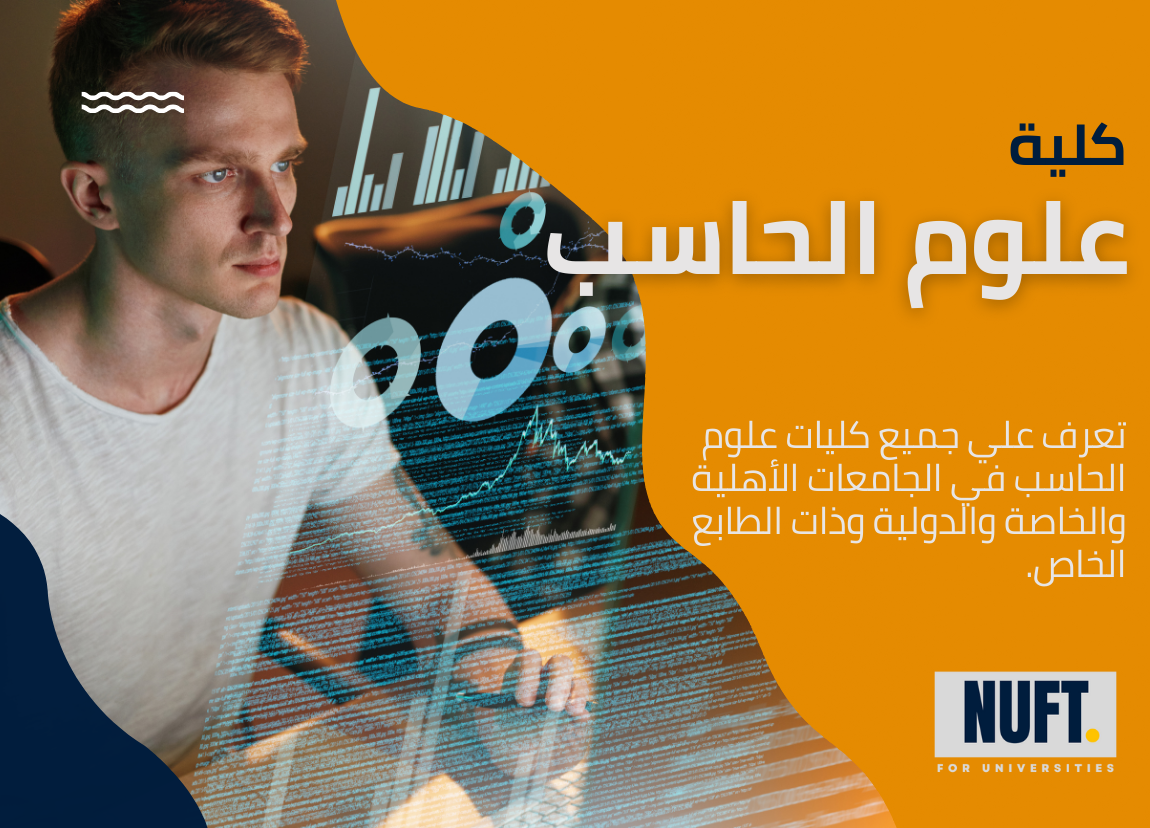 كلية
علوم الحاسب
تعرف علي جميع كليات علوم
الحاسب في الجامعات الأهلية
والخاصة والدولية وذات الطابع
الخاص.
NUFT.
FOR UNIVERSITIES